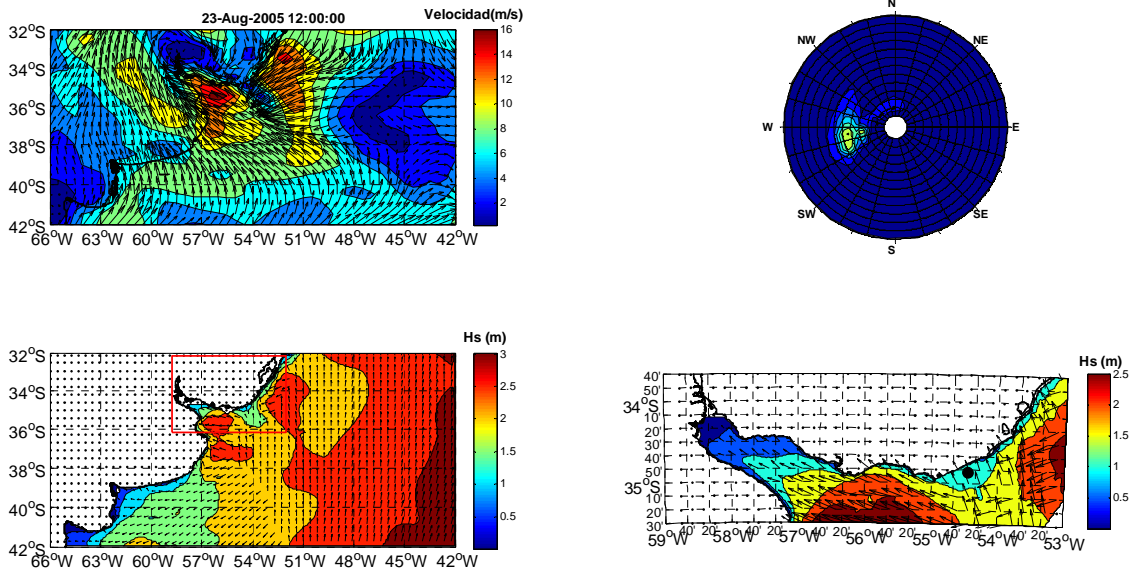 23-Aug-2005 12:00:00
Velocidad(m/s)
32°S
34°S
36°S
38°S
40°S
42°S
66°W 63°W 60°W 57°W 54°W 51°W 48°W 45°W 42°W
16
14
12
10
8
6
4
2
N
NW NE
W E
SW SE
S
Hs (m)
32°S
34°S
36°S
38°S
40°S
42°S
66°W 63°W 60°W 57°W 54°W 51°W 48°W 45°W 42°W
3
2.5
2
1.5
1
0.5
Hs (m)
40'
20'
34°S
10'
20'
30'
40'
50'
35°S
10'
20'
30'
59°W 40' 20' 58°W 40' 20' 57°W 40' 20' 56°W 40' 20' 55°W 40' 20' 54°W 40' 20' 53°W
2.5
2
1.5
1
0.5